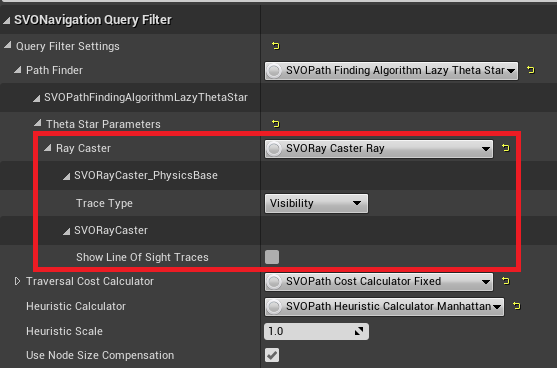 SVONavigation Query Filter
Query Filter Settings
Path Finder SVOPath Finding Algorithm Lazy Theta Star
SVOPathFindingAlgorithmLazyThetaStar
Theta Star Parameters
Ray Caster SVORay Caster Ray
SVORayCaster_PhysicsBase
Trace Type Visibility
SVORayCaster
Show Line Of Sight Traces
Traversal Cost Calculator SVOPath Cost Calculator Fixed
Heuristic Calculator SVOPath Heuristic Calculator Manhattan
Heuristic Scale 1.0
Use Node Size Compensation